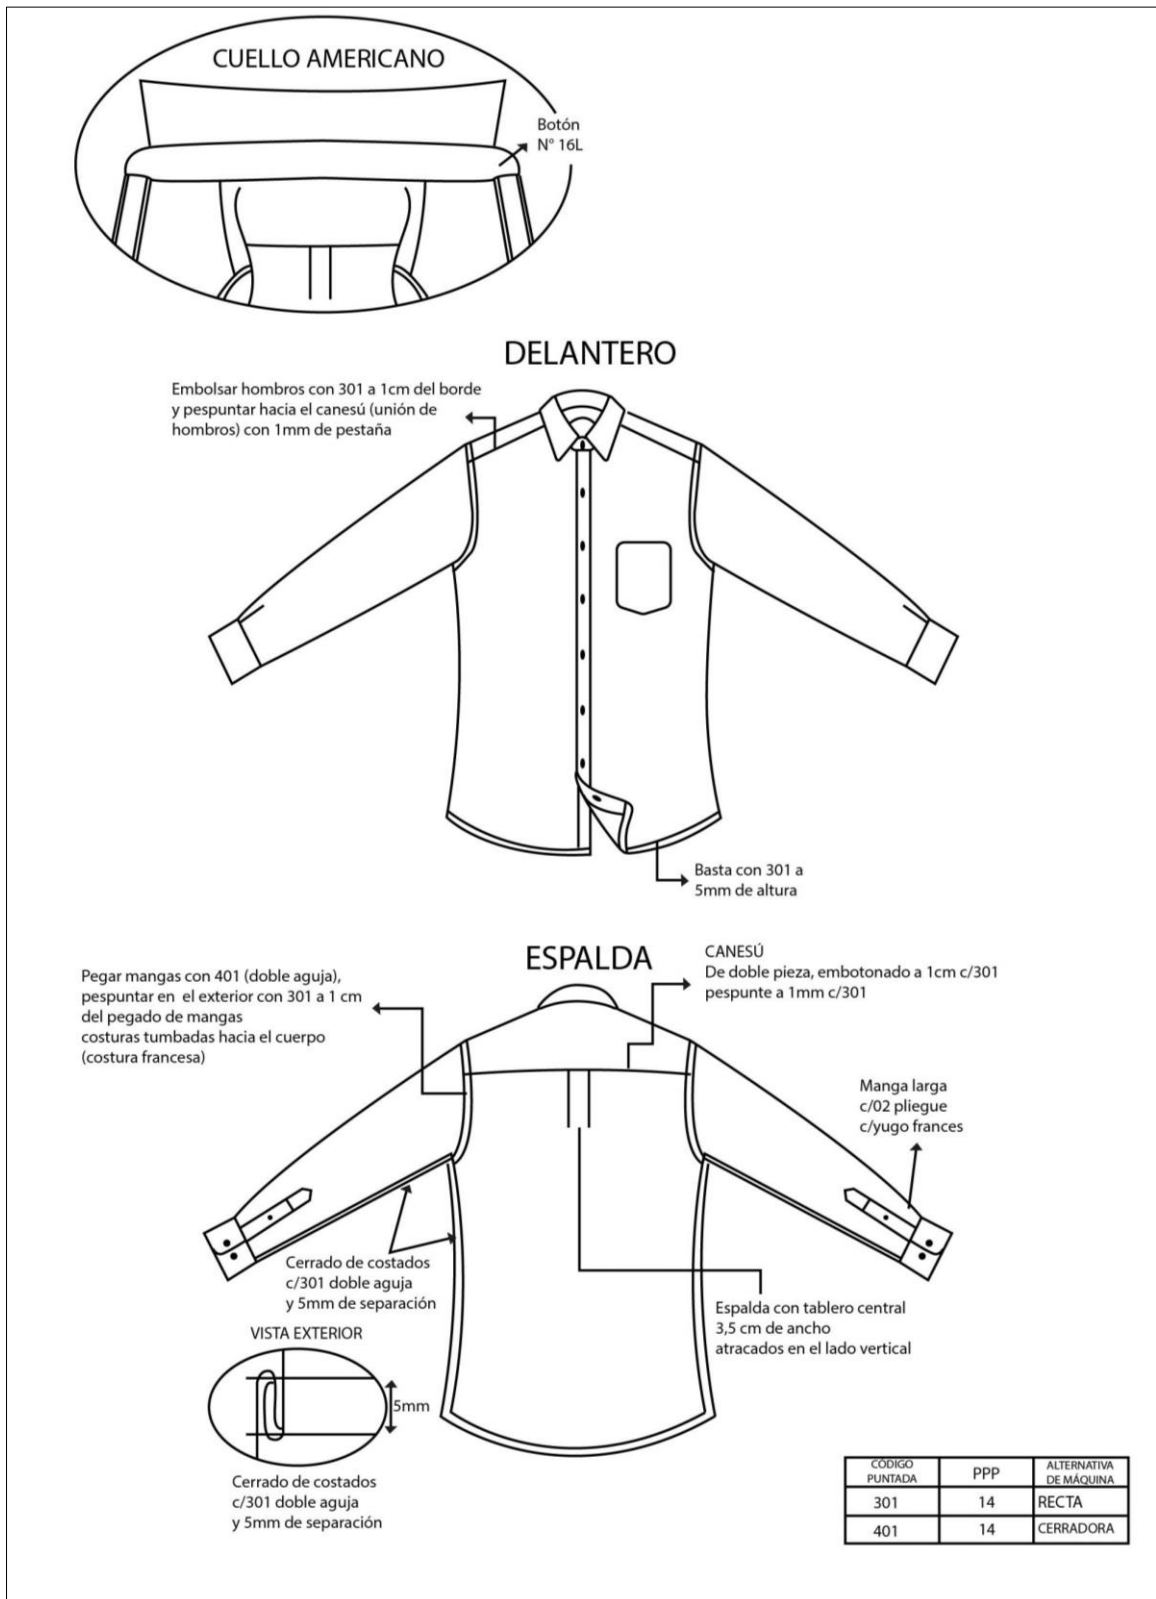 CUELLO AMERICANO
Botón
N° 16L
DELANTERO
Embolsar hombros con 301 a 1cm del borde
y pespuntar hacia el canesú (unión de
hombros) con 1mm de pestaña
Basta con 301 a
5mm de altura
ESPALDA
CANESÚ
De doble pieza, embotonado a 1cm c/301
pespunte a 1mm c/301
Pegar mangas con 401 (doble aguja),
pespuntar en el exterior con 301 a 1 cm
del pegado de mangas
costuras tumbadas hacia el cuerpo
(costura francesa)
Manga larga
c/02 pliegue
c/yugo frances
Cerrado de costados
c/301 doble aguja
y 5mm de separación
Espalda con tablero central
3,5 cm de ancho
atracados en el lado vertical
VISTA EXTERIOR
5mm
Cerrado de costados
c/301 doble aguja
y 5mm de separación
CÓDIGO PUNTADA PPP ALTERNATIVA DE MÁQUINA
301 14 RECTA
401 14 CERRADORA